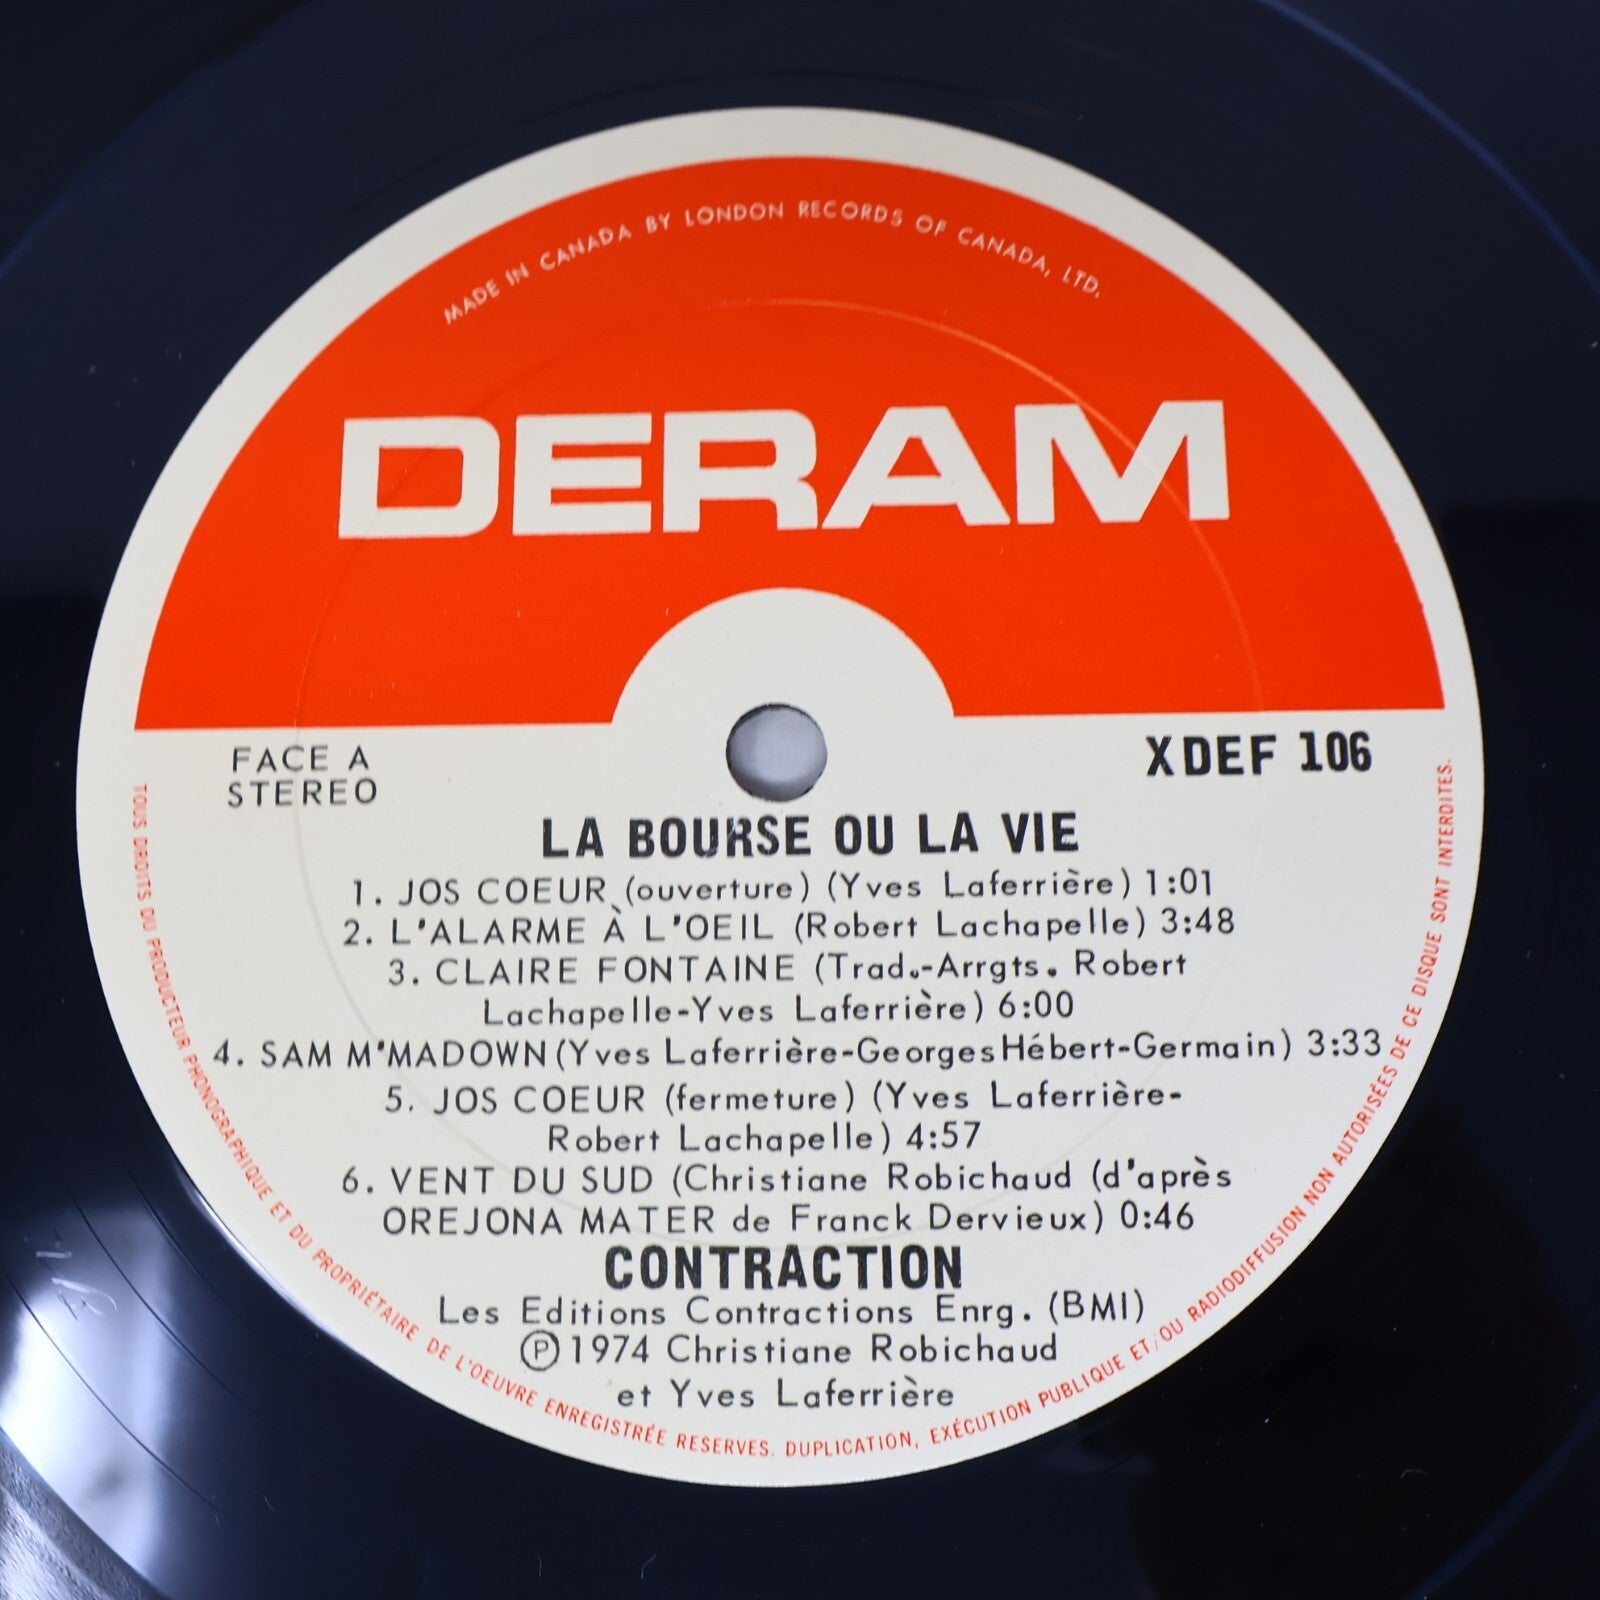 MADE IN CANADA BY LONDON RECORDS OF CANADA, LTD.
DERAM
FACE A
STEREO
XDEF 106
LA BOURSE OU LA VIE
1. JOS COEUR (ouverture) (Yves Laferrière) 1:01
2. L'ALARME À L'OEIL (Robert Lachapelle) 3:48
3. CLAIRE FONTAINE (Trad.-Arrgts. Robert
Lachapelle-Yves Laferrière) 6:00
4. SAM M'MADOWN (Yves Laferrière-Georges Hébert-Germain) 3:33
5. JOS COEUR (fermeture) (Yves Laferrière-
Robert Lachapelle) 4:57
6. VENT DU SUD (Christiane Robichaud (d'après
OREJONA MATER de Franck Dervieux) 0:46
CONTRACTION
Les Editions Contractions Enrg. (BMI)
Ⓟ 1974 Christiane Robichaud
et Yves Laferrière
TOUS DROITS DU PRODUCTEUR PHONOGRAPHIQUE ET DU PROPRIÉTAIRE DE L'OEUVRE ENREGISTRÉE RESERVES. DUPLICATION, EXÉCUTION PUBLIQUE ET/OU RADIODIFFUSION NON AUTORISÉES DE CE DISQUE SONT INTERDITES.